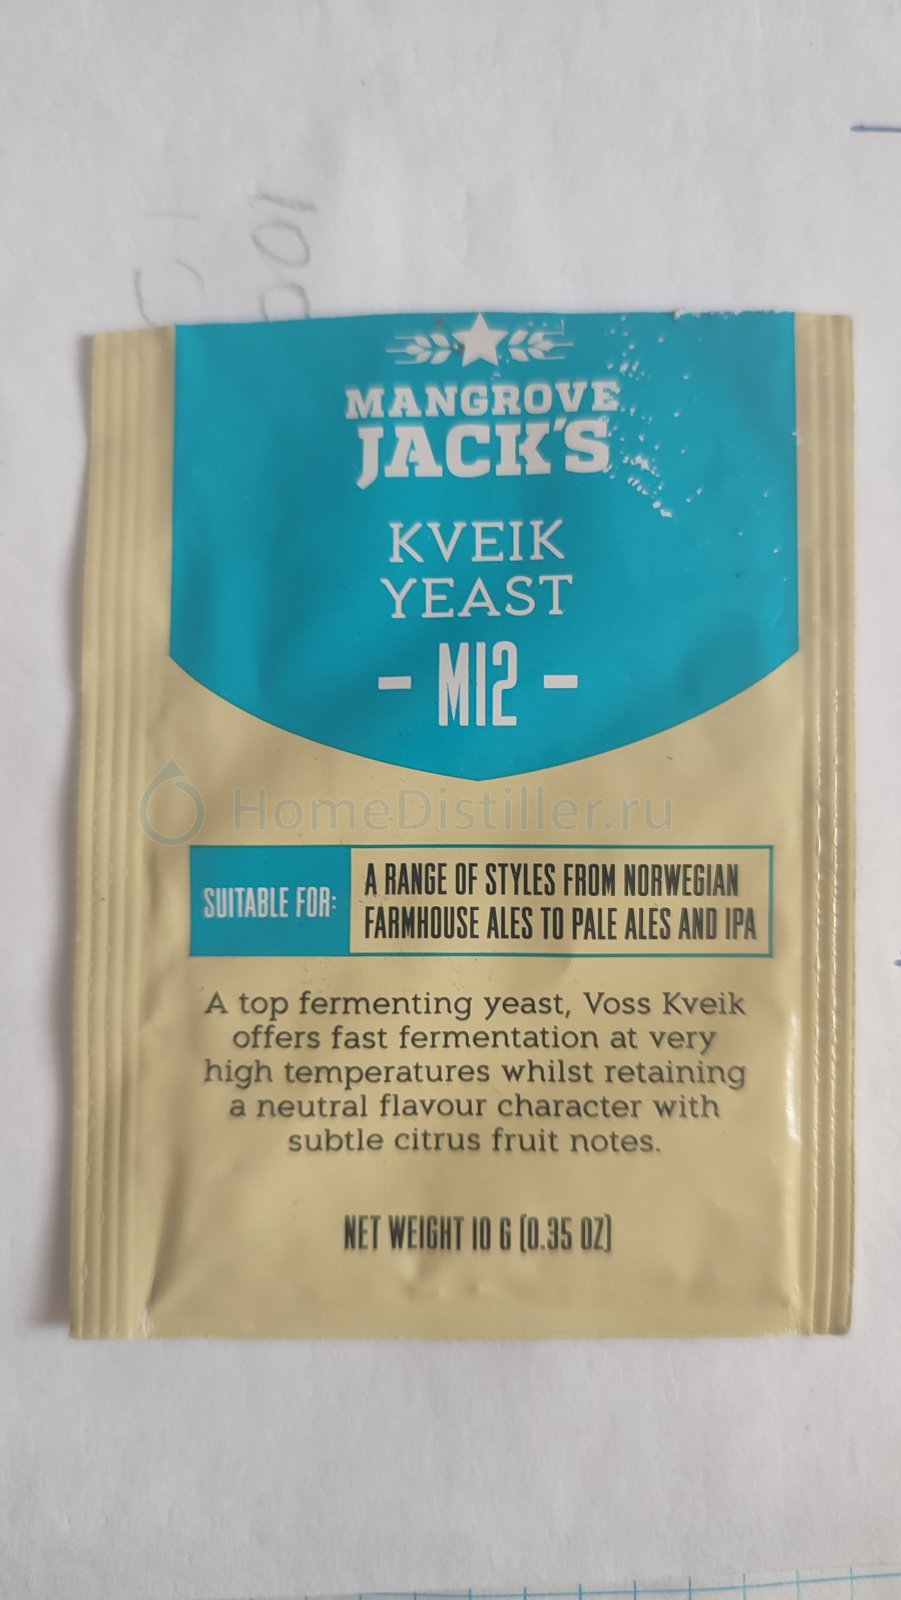 MANGROVE
JACK'S
KVEIK
YEAST
- M12 -
HomeDistiller.ru
SUITABLE FOR:
A RANGE OF STYLES FROM NORWEGIAN
FARMHOUSE ALES TO PALE ALES AND IPA
A top fermenting yeast, Voss Kveik
offers fast fermentation at very
high temperatures whilst retaining
a neutral flavour character with
subtle citrus fruit notes.
NET WEIGHT 10 G (0.35 OZ)